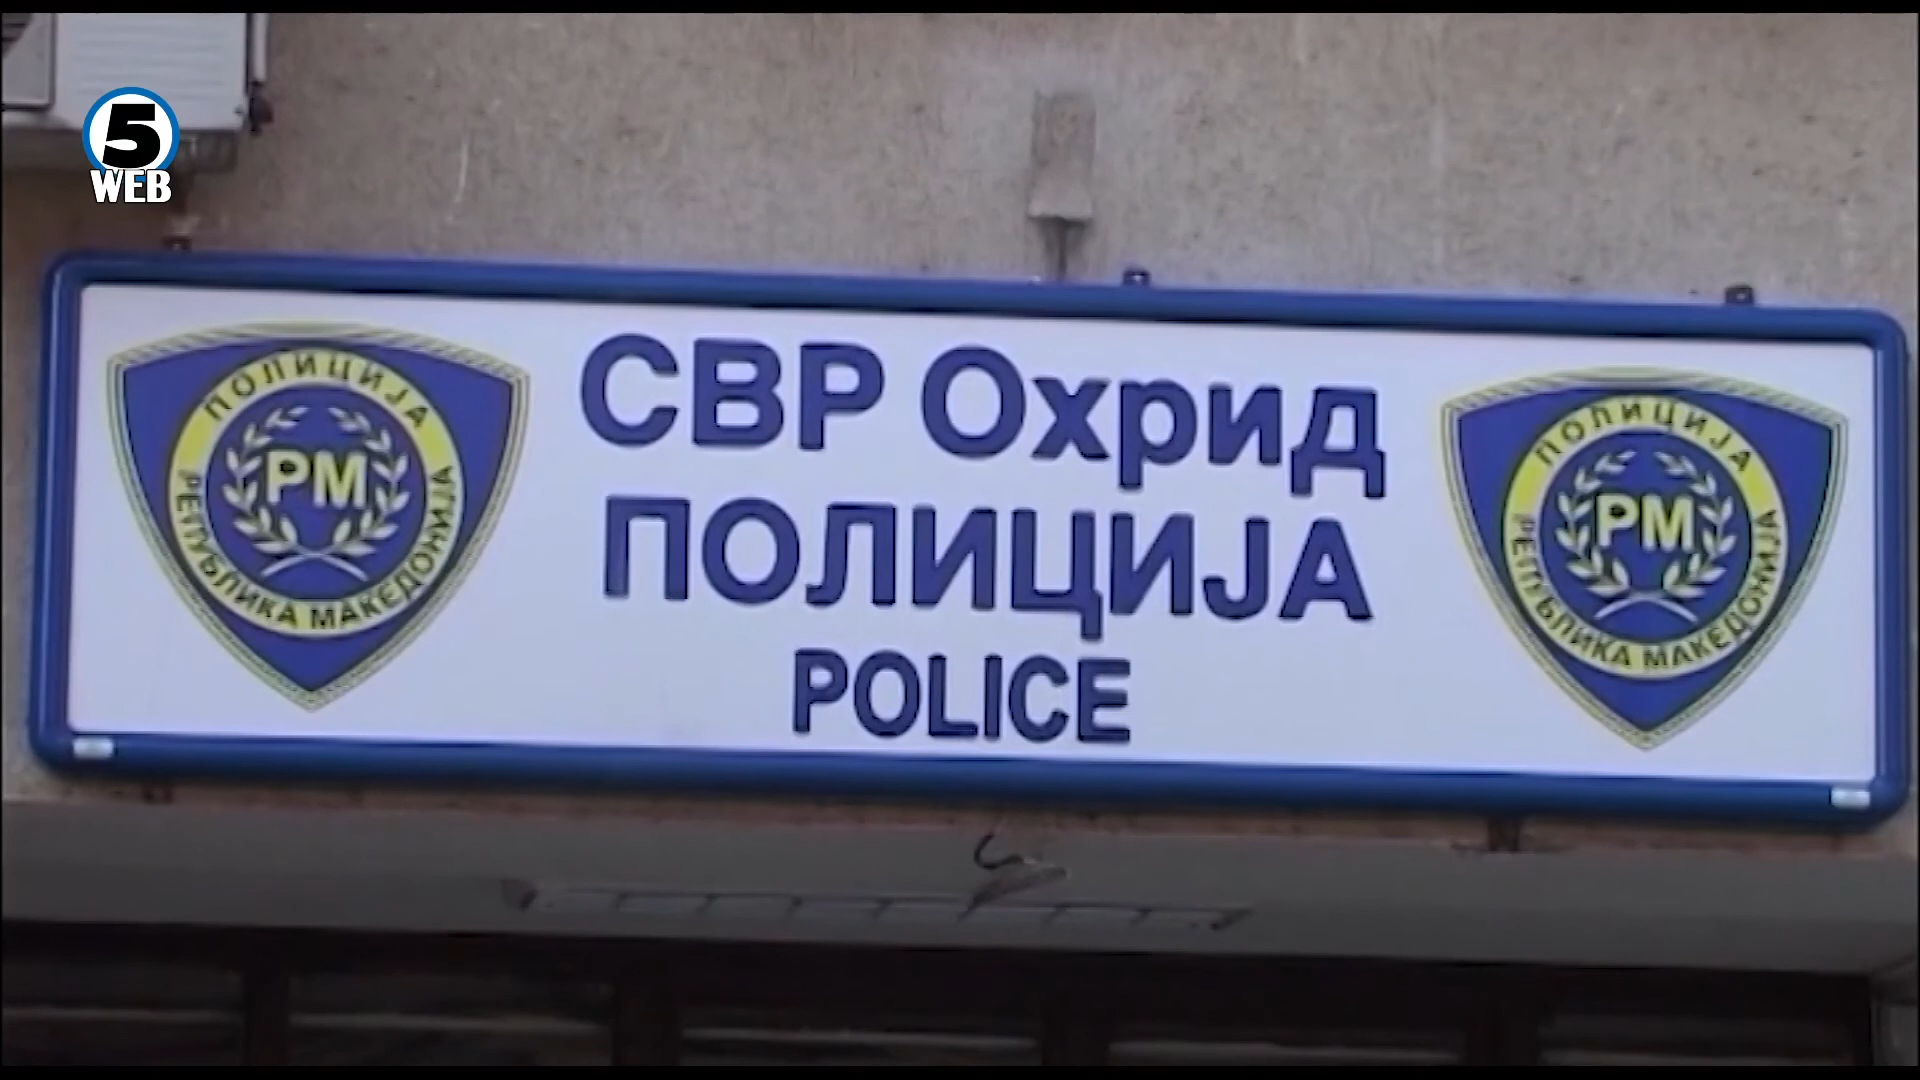 5
WEB
СВР Охрид
ПОЛИЦИЈА
POLICE
ПОЛИЦИЈА
РМ
РЕПУБЛИКА МАКЕДОНИЈА
ПОЛИЦИЈА
РМ
РЕПУБЛИКА МАКЕДОНИЈА